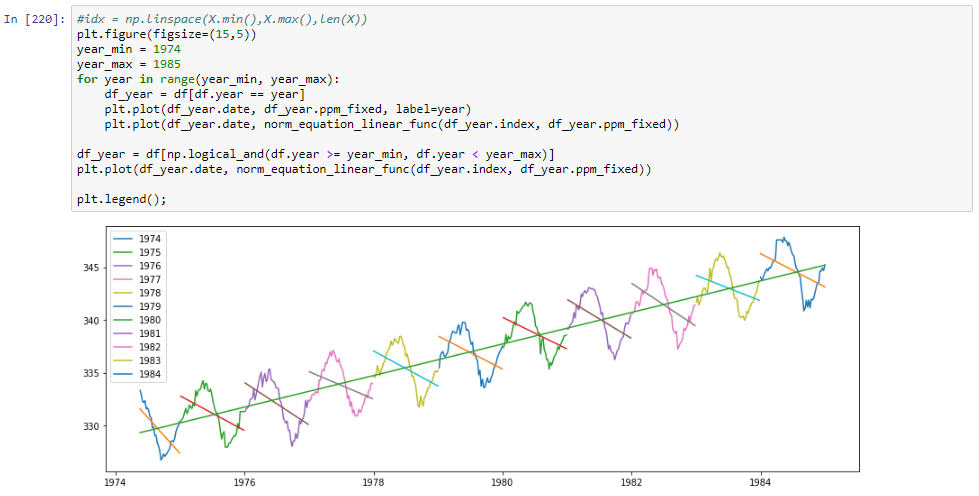 In [220]:
#idx = np.linspace(X.min(),X.max(),len(X))
plt.figure(figsize=(15,5))
year_min = 1974
year_max = 1985
for year in range(year_min, year_max):
    df_year = df[df.year == year]
    plt.plot(df_year.date, df_year.ppm_fixed, label=year)
    plt.plot(df_year.date, norm_equation_linear_func(df_year.index, df_year.ppm_fixed))
df_year = df[np.logical_and(df.year >= year_min, df.year < year_max)]
plt.plot(df_year.date, norm_equation_linear_func(df_year.index, df_year.ppm_fixed))
plt.legend();
1974
1975
1976
1977
1978
1979
1980
1981
1982
1983
1984
345
340
335
330
1974 1976 1978 1980 1982 1984